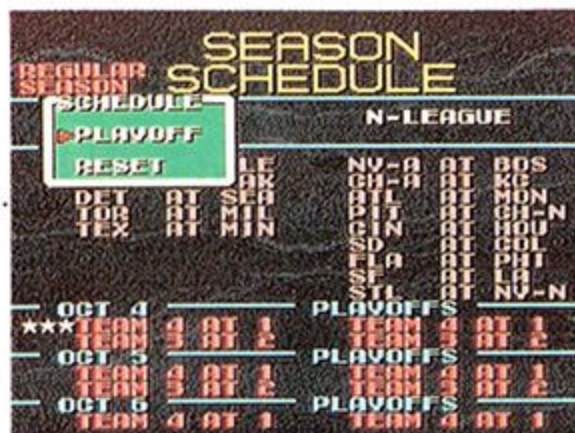 SEASON
SCHEDULE
REGULAR
SEASON
SCHEDULE
PLAYOFF
RESET
N-LEAGUE
LE
AK
DET AT SEA
TOR AT MIL
TEX AT MIN
NY-A AT BOS
CH-A AT KC
ATL AT MON
PIT AT CH-N
CIN AT HOU
SD AT COL
FLA AT PHI
SF AT LA
STL AT NY-N
OCT 4 PLAYOFFS
***TEAM 4 AT 1 TEAM 4 AT 1
TEAM 3 AT 2 TEAM 3 AT 2
OCT 5 PLAYOFFS
TEAM 4 AT 1 TEAM 4 AT 1
TEAM 3 AT 2 TEAM 3 AT 2
OCT 6 PLAYOFFS
TEAM 4 AT 1 TEAM 4 AT 1